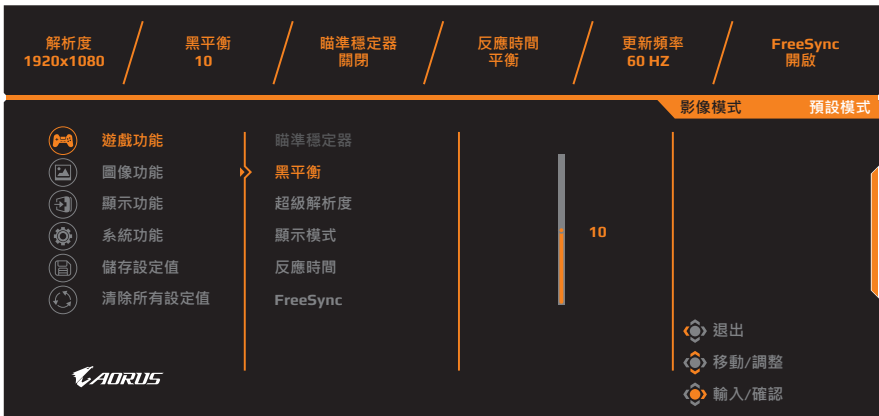 解析度
1920x1080
黑平衡
10
瞄準穩定器
關閉
反應時間
平衡
更新頻率
60 HZ
FreeSync
開啟
影像模式
預設模式
遊戲功能
圖像功能
顯示功能
系統功能
儲存設定值
清除所有設定值
瞄準穩定器
黑平衡
超級解析度
顯示模式
反應時間
FreeSync
10
退出
移動/調整
輸入/確認
AORUS